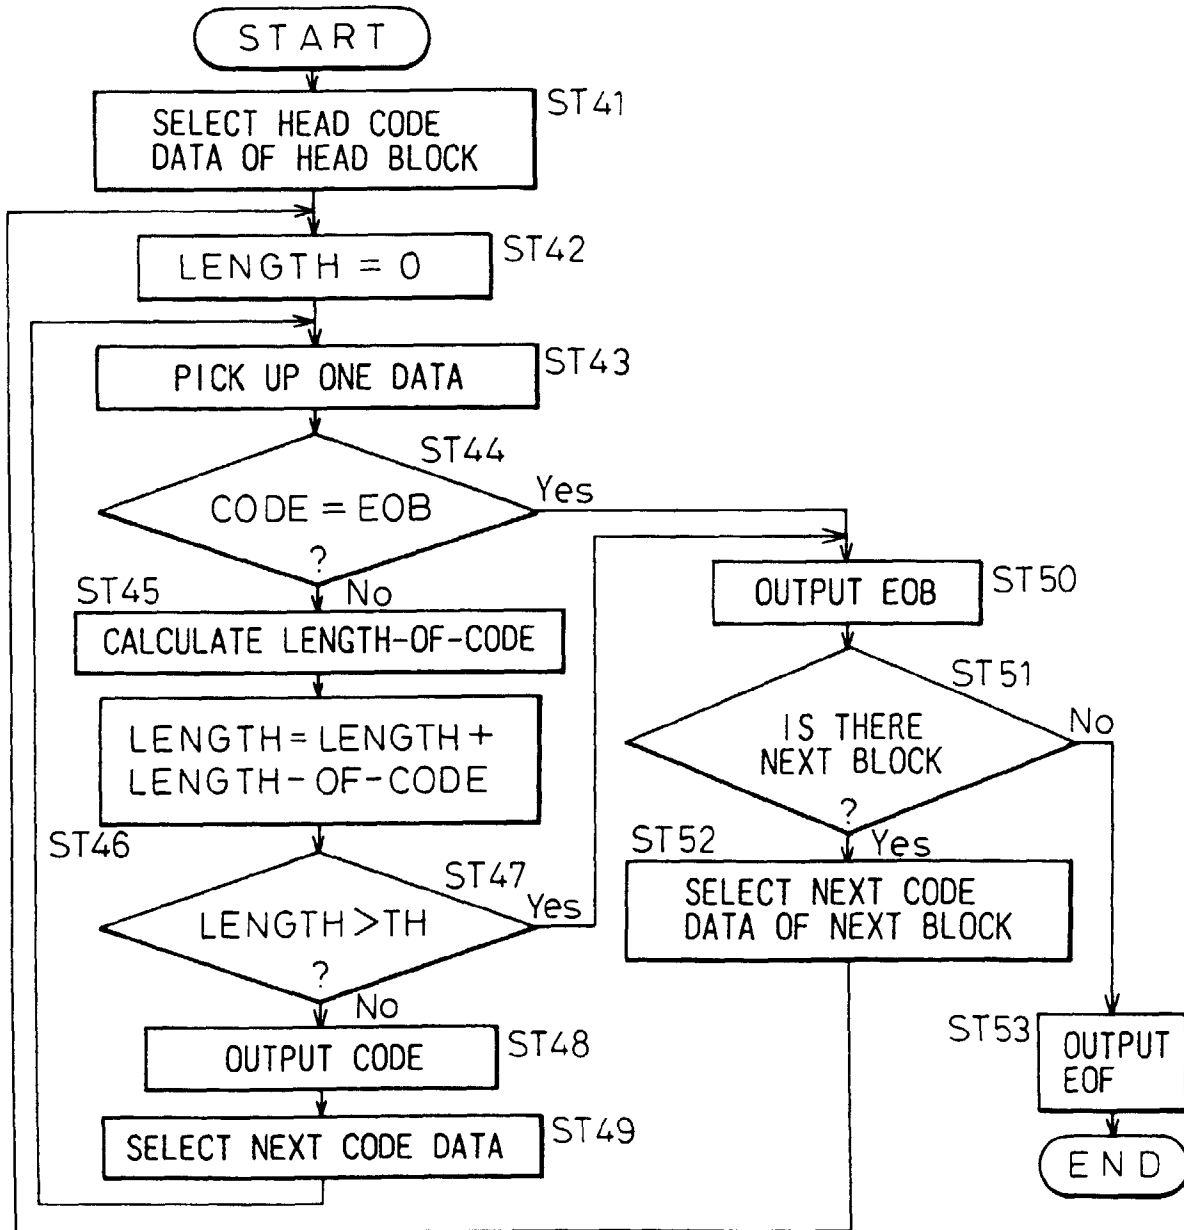 START
ST41
SELECT HEAD CODE
DATA OF HEAD BLOCK
ST42
LENGTH = 0
ST43
PICK UP ONE DATA
ST44
CODE = EOB
?
Yes
No
ST45
CALCULATE LENGTH-OF-CODE
LENGTH = LENGTH +
LENGTH-OF-CODE
ST46
ST47
LENGTH > TH
?
Yes
No
OUTPUT CODE
ST48
SELECT NEXT CODE DATA
ST49
OUTPUT EOB
ST50
ST51
IS THERE
NEXT BLOCK
?
No
Yes
ST52
SELECT NEXT CODE
DATA OF NEXT BLOCK
ST53
OUTPUT
EOF
END